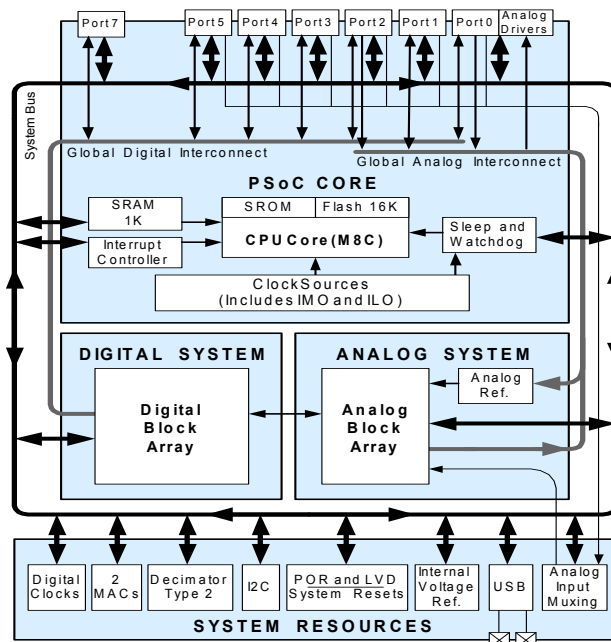 Port 7
Port 5
Port 4
Port 3
Port 2
Port 1
Port 0
Analog
Drivers
System Bus
Global Digital Interconnect
Global Analog Interconnect
PSoC CORE
SRAM
1K
SROM
Flash 16K
CPU Core (M8C)
Sleep and
Watchdog
Interrupt
Controller
Clock Sources
(Includes IMO and ILO)
DIGITAL SYSTEM
ANALOG SYSTEM
Digital
Block
Array
Analog
Block
Array
Analog
Ref.
Digital
Clocks
2
MACs
Decimator
Type 2
I2C
POR and LVD
System Resets
Internal
Voltage
Ref.
USB
Analog
Input
Muxing
SYSTEM RESOURCES